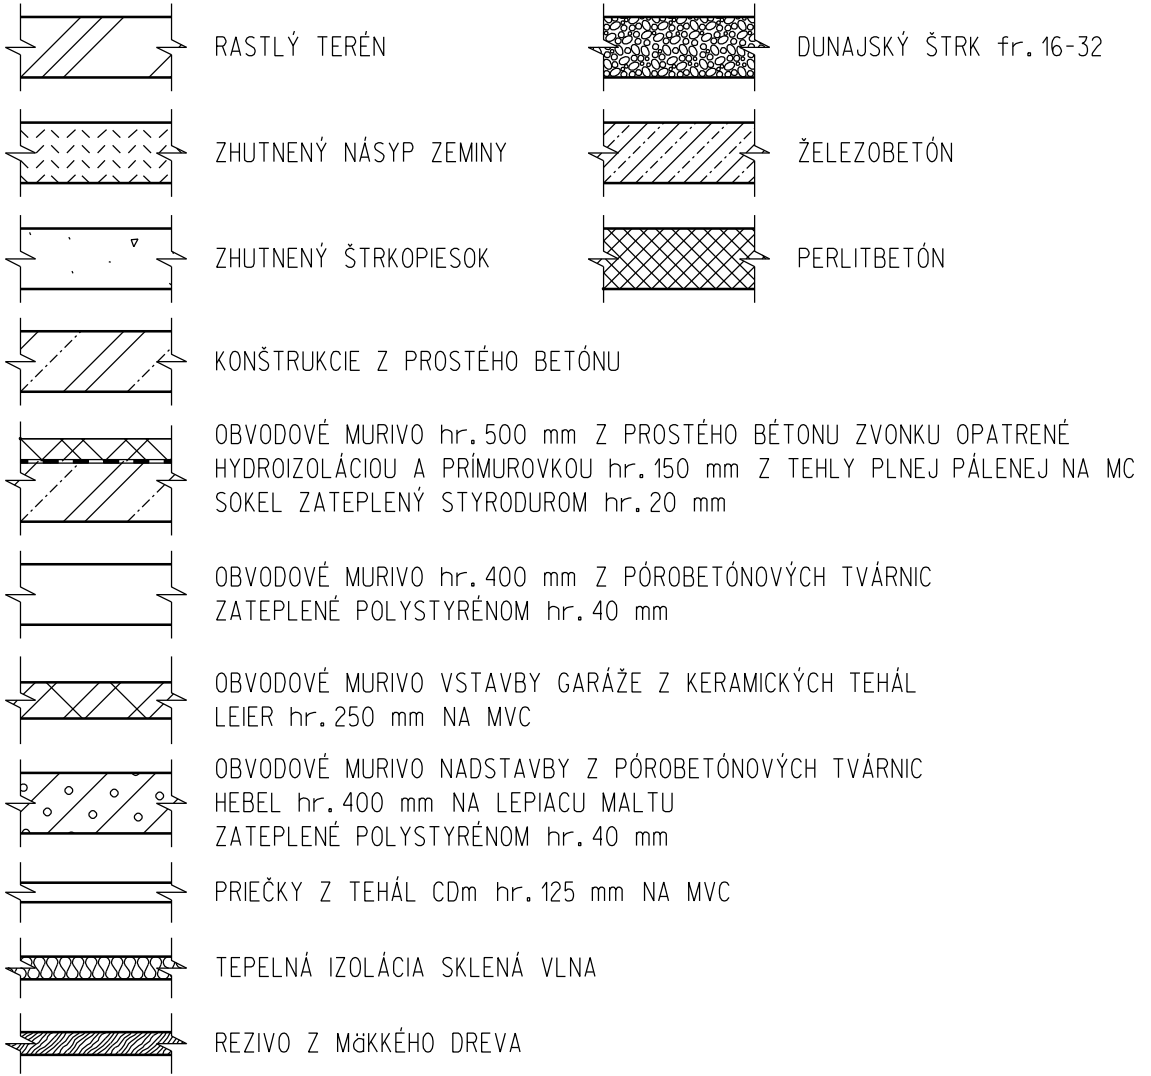 RASTLÝ TERÉN
ZHUTNENÝ NÁSYP ZEMINY
ZHUTNENÝ ŠTRKOPIESOK
KONŠTRUKCIE Z PROSTÉHO BETÓNU
OBVODOVÉ MURIVO hr. 500 mm Z PROSTÉHO BÉTONU ZVONKU OPATRENÉ
HYDROIZOLÁCIOU A PRÍMUROVKOU hr. 150 mm Z TEHLY PLNEJ PÁLENEJ NA MC
SOKEL ZATEPLENÝ STYRODUROM hr. 20 mm
OBVODOVÉ MURIVO hr. 400 mm Z PÓROBETÓNOVÝCH TVÁRNIC
ZATEPLENÉ POLYSTYRÉNOM hr. 40 mm
OBVODOVÉ MURIVO VSTAVBY GARÁŽE Z KERAMICKÝCH TEHÁL
LEIER hr. 250 mm NA MVC
OBVODOVÉ MURIVO NADSTAVBY Z PÓROBETÓNOVÝCH TVÁRNIC
HEBEL hr. 400 mm NA LEPIACU MALTU
ZATEPLENÉ POLYSTYRÉNOM hr. 40 mm
PRIEČKY Z TEHÁL CDm hr. 125 mm NA MVC
TEPELNÁ IZOLÁCIA SKLENÁ VLNA
REZIVO Z MäKKÉHO DREVA
DUNAJSKÝ ŠTRK fr. 16-32
ŽELEZOBETÓN
PERLITBETÓN